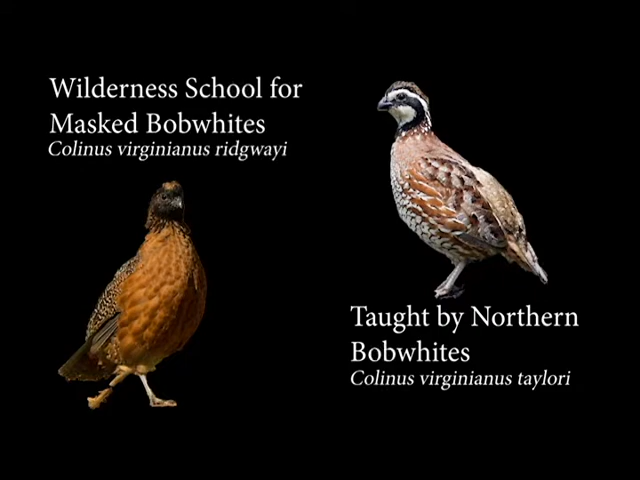 Wilderness School for
Masked Bobwhites
Colinus virginianus ridgwayi
Taught by Northern
Bobwhites
Colinus virginianus taylori